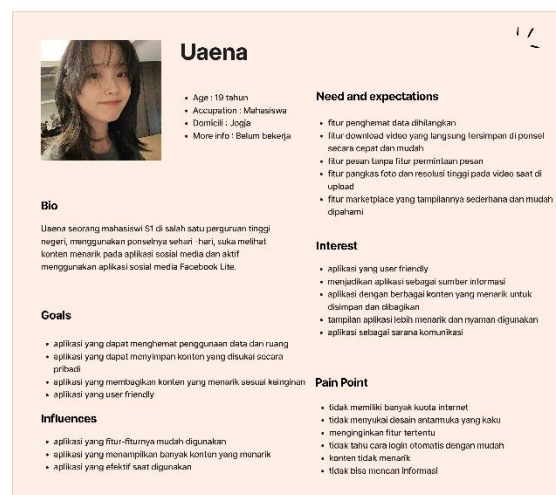 Uaena
Age : 19 tahun
Accupation : Mahasiswa
Domicili : Jogja
More info : Belum bekerja
Bio
Uaena seorang mahasiswi S1 di salah satu perguruan tinggi
negeri, menggunakan ponselnya sehari -hari, suka melihat
konten menarik pada aplikasi sosial media dan aktif
menggunakan aplikasi sosial media Facebook Lite.
Goals
aplikasi yang dapat menghemat penggunaan data dan ruang
aplikasi yang dapat menyimpan konten yang disukai secara
pribadi
aplikasi yang membagikan konten yang menarik sesuai keinginan
aplikasi yang user friendly
Influences
aplikasi yang fitur-fiturnya mudah digunakan
aplikasi yang menampilkan banyak konten yang menarik
aplikasi yang efektif saat digunakan
Need and expectations
fitur penghemat data dihilangkan
fitur download video yang langsung tersimpan di ponsel
secara cepat dan mudah
fitur pesan tanpa fitur permintaan pesan
fitur pangkas foto dan resolusi tinggi pada video saat di
upload
fitur marketplace yang tampilannya sederhana dan mudah
dipahami
Interest
aplikasi yang user friendly
menjadikan aplikasi sebagai sumber informasi
aplikasi dengan berbagai konten yang menarik untuk
disimpan dan dibagikan
tampilan aplikasi lebih menarik dan nyaman digunakan
aplikasi sebagai sarana komunikasi
Pain Point
tidak memiliki banyak kuota internet
tidak menyukai desain antarmuka yang kaku
menginginkan fitur tertentu
tidak tahu cara login otomatis dengan mudah
konten tidak menarik
tidak bisa mencari informasi